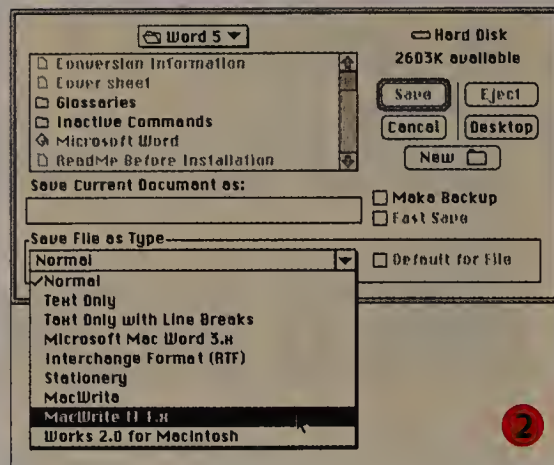 Word 5
Hard Disk
2603K available
Conversion Information
Cover sheet
Glossaries
Inactive Commands
Microsoft Word
ReadMe Before Installation
Save
Eject
Cancel
Desktop
New
Save Current Document as:
Make Backup
Fast Save
Save File as Type
Normal
Default for File
Normal
Text Only
Text Only with Line Breaks
Microsoft Mac Word 3.x
Interchange Format (RTF)
Stationery
MacWrite
MacWrite II 1.x
Works 2.0 for Macintosh
2